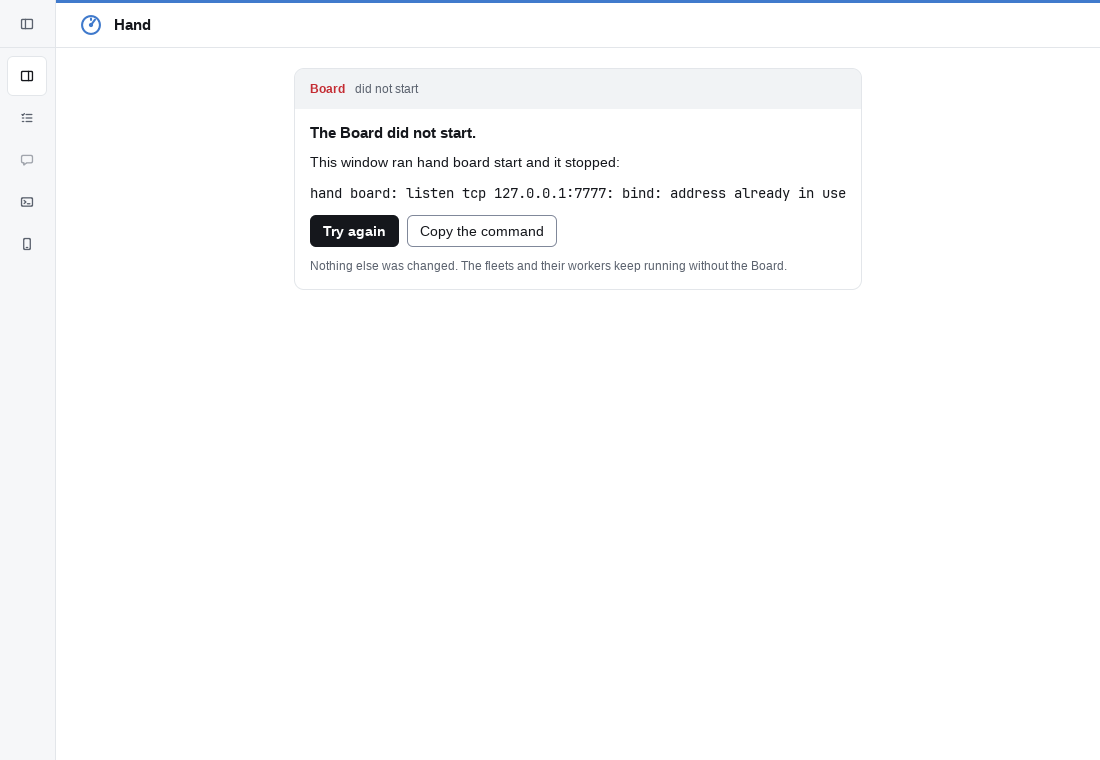 Hand
Board did not start
The Board did not start.
This window ran hand board start and it stopped:
hand board: listen tcp 127.0.0.1:7777: bind: address already in use
Try again Copy the command
Nothing else was changed. The fleets and their workers keep running without the Board.